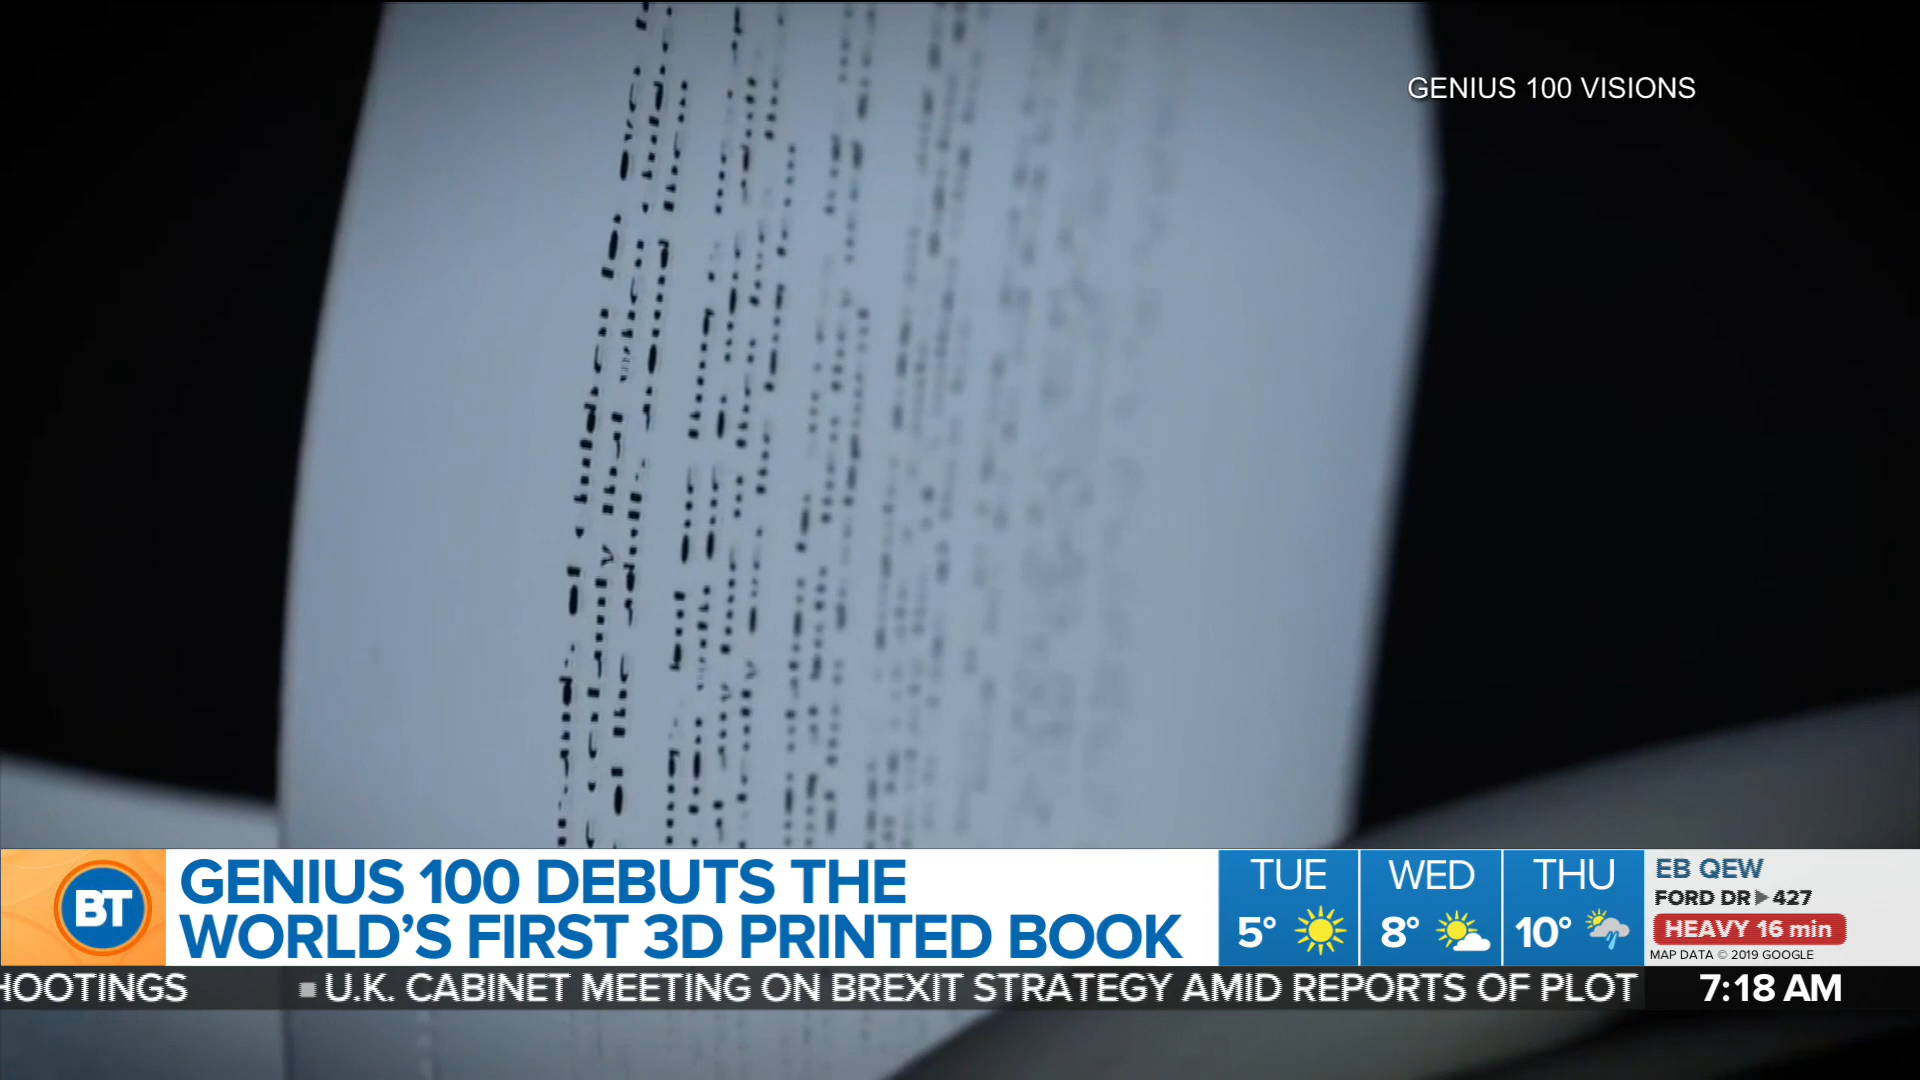 GENIUS 100 VISIONS
BT
GENIUS 100 DEBUTS THE
WORLD'S FIRST 3D PRINTED BOOK
TUE
5°
WED
8°
THU
10°
EB QEW
FORD DR▶427
HEAVY 16 min
MAP DATA © 2019 GOOGLE
HOOTINGS ■ U.K. CABINET MEETING ON BREXIT STRATEGY AMID REPORTS OF PLOT
7:18 AM